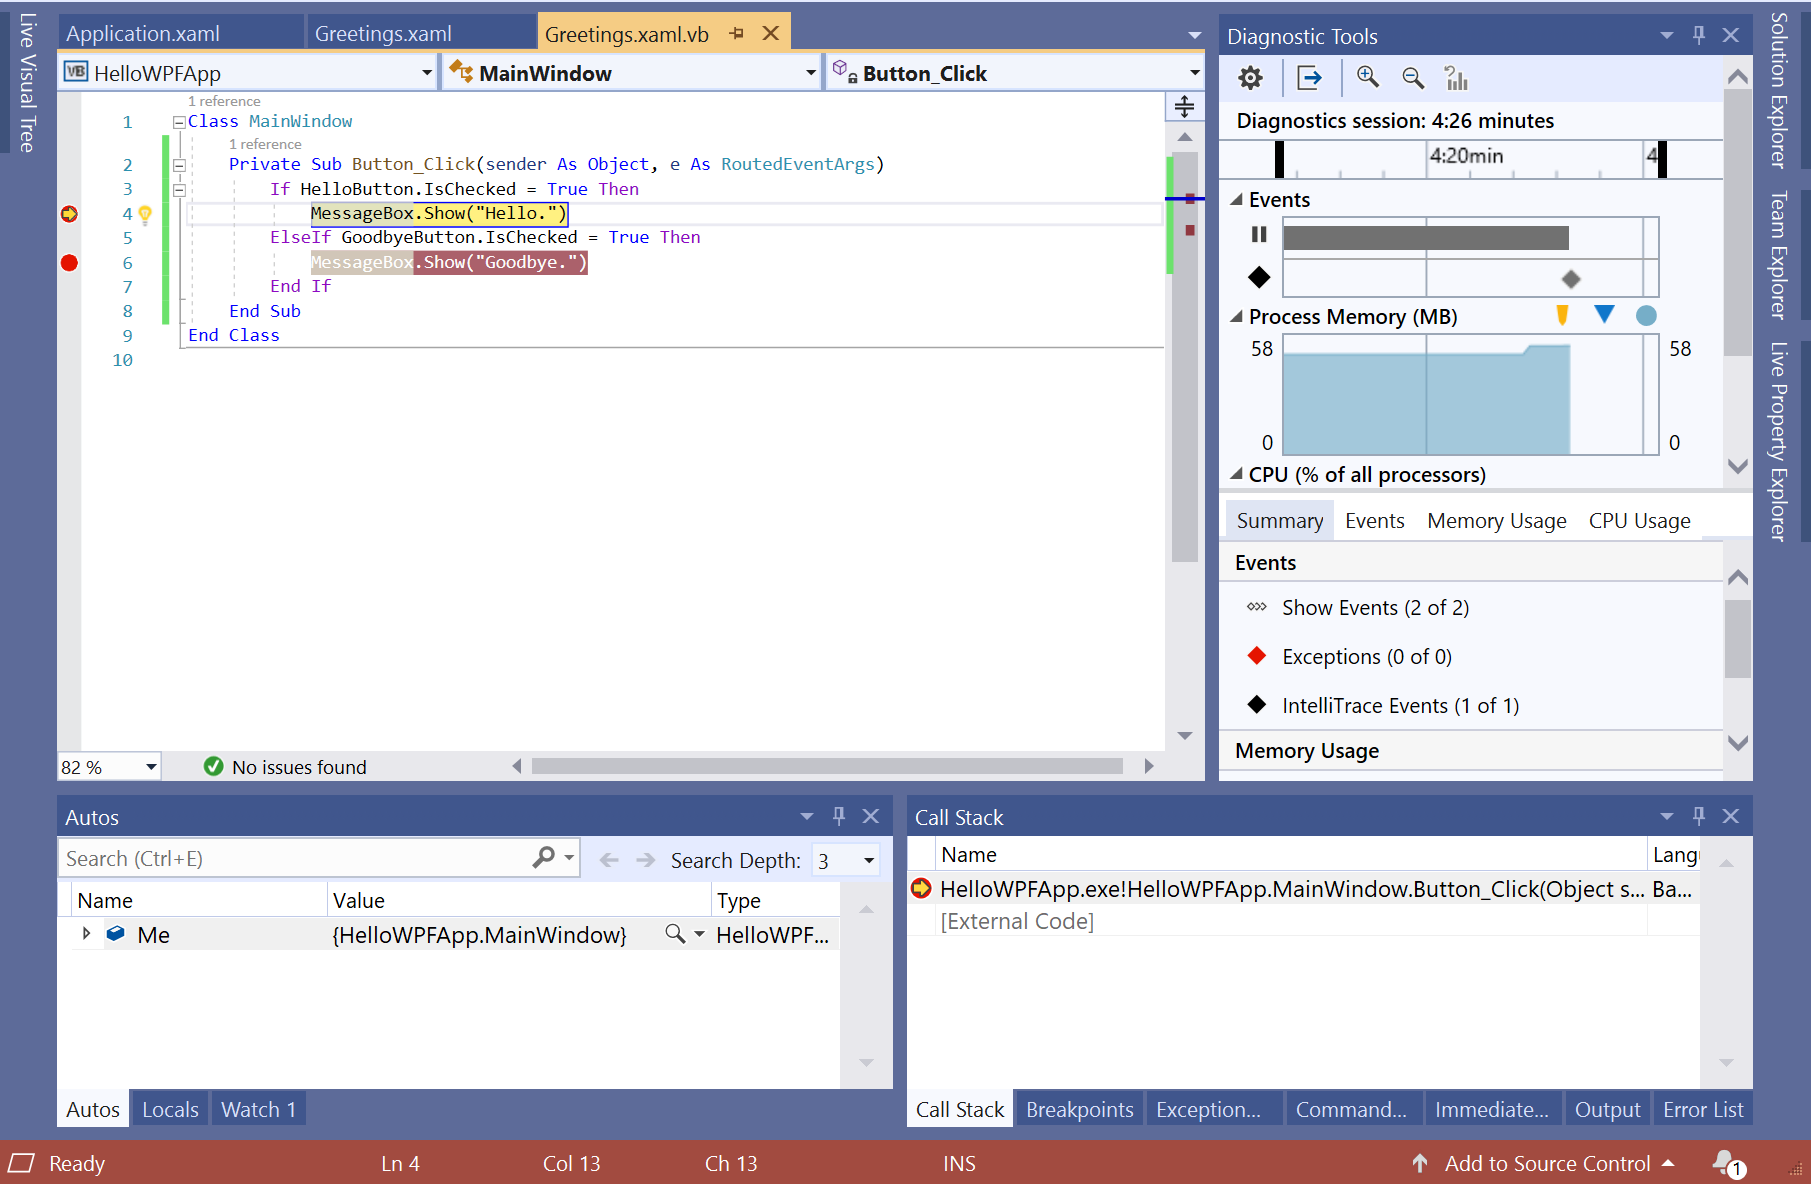 Live Visual Tree
Application.xaml
Greetings.xaml
Greetings.xaml.vb
VB HelloWPFApp
MainWindow
Button_Click
1 reference
1 Class MainWindow
1 reference
2 Private Sub Button_Click(sender As Object, e As RoutedEventArgs)
3 If HelloButton.IsChecked = True Then
4 MessageBox.Show("Hello.")
5 ElseIf GoodbyeButton.IsChecked = True Then
6 MessageBox.Show("Goodbye.")
7 End If
8 End Sub
9 End Class
10
82 %
No issues found
Diagnostic Tools
Diagnostics session: 4:26 minutes
4:20min
4
Events
Process Memory (MB)
58
58
0
0
CPU (% of all processors)
Summary
Events
Memory Usage
CPU Usage
Events
Show Events (2 of 2)
Exceptions (0 of 0)
IntelliTrace Events (1 of 1)
Memory Usage
Solution Explorer
Team Explorer
Live Property Explorer
Autos
Search (Ctrl+E)
Search Depth: 3
Name
Value
Type
Me
{HelloWPFApp.MainWindow}
HelloWPF...
Autos
Locals
Watch 1
Call Stack
Name
Langu
HelloWPFApp.exe!HelloWPFApp.MainWindow.Button_Click(Object s...
Ba...
[External Code]
Call Stack
Breakpoints
Exception...
Command...
Immediate...
Output
Error List
Ready
Ln 4
Col 13
Ch 13
INS
Add to Source Control
1